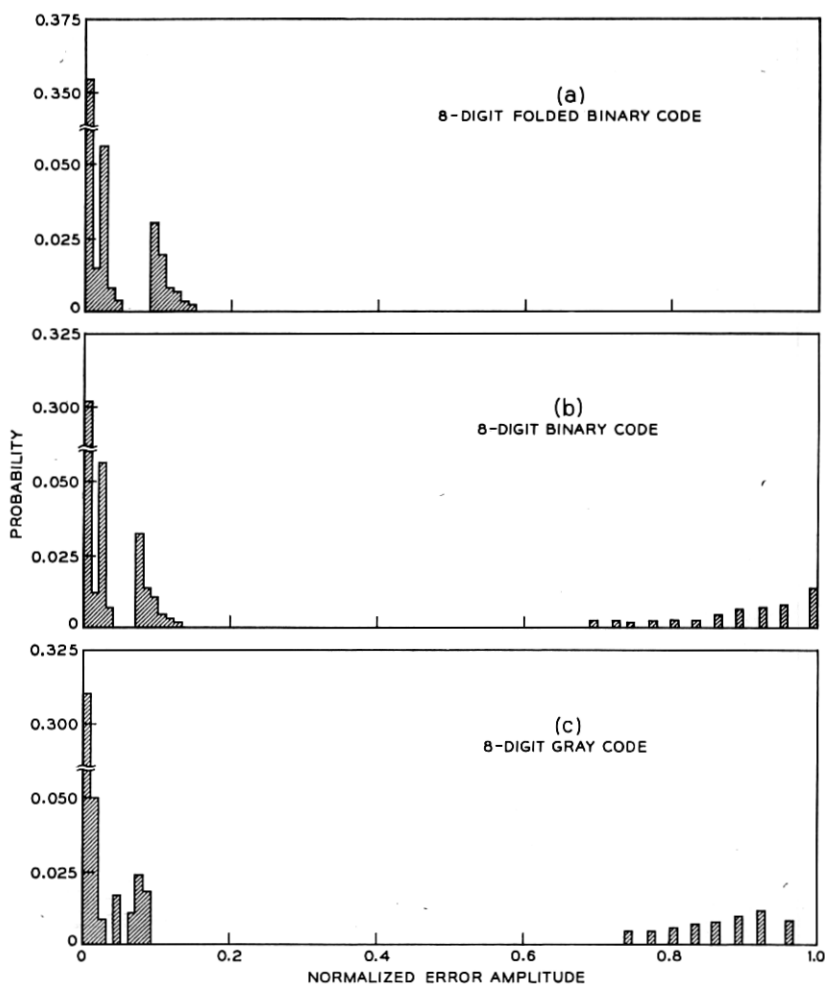 0.375
0.350
0.050
0.025
0
(a)
8-DIGIT FOLDED BINARY CODE
0.325
0.300
0.050
0.025
0
(b)
8-DIGIT BINARY CODE
PROBABILITY
0.325
0.300
0.050
0.025
0
(c)
8-DIGIT GRAY CODE
0 0.2 0.4 0.6 0.8 1.0
NORMALIZED ERROR AMPLITUDE